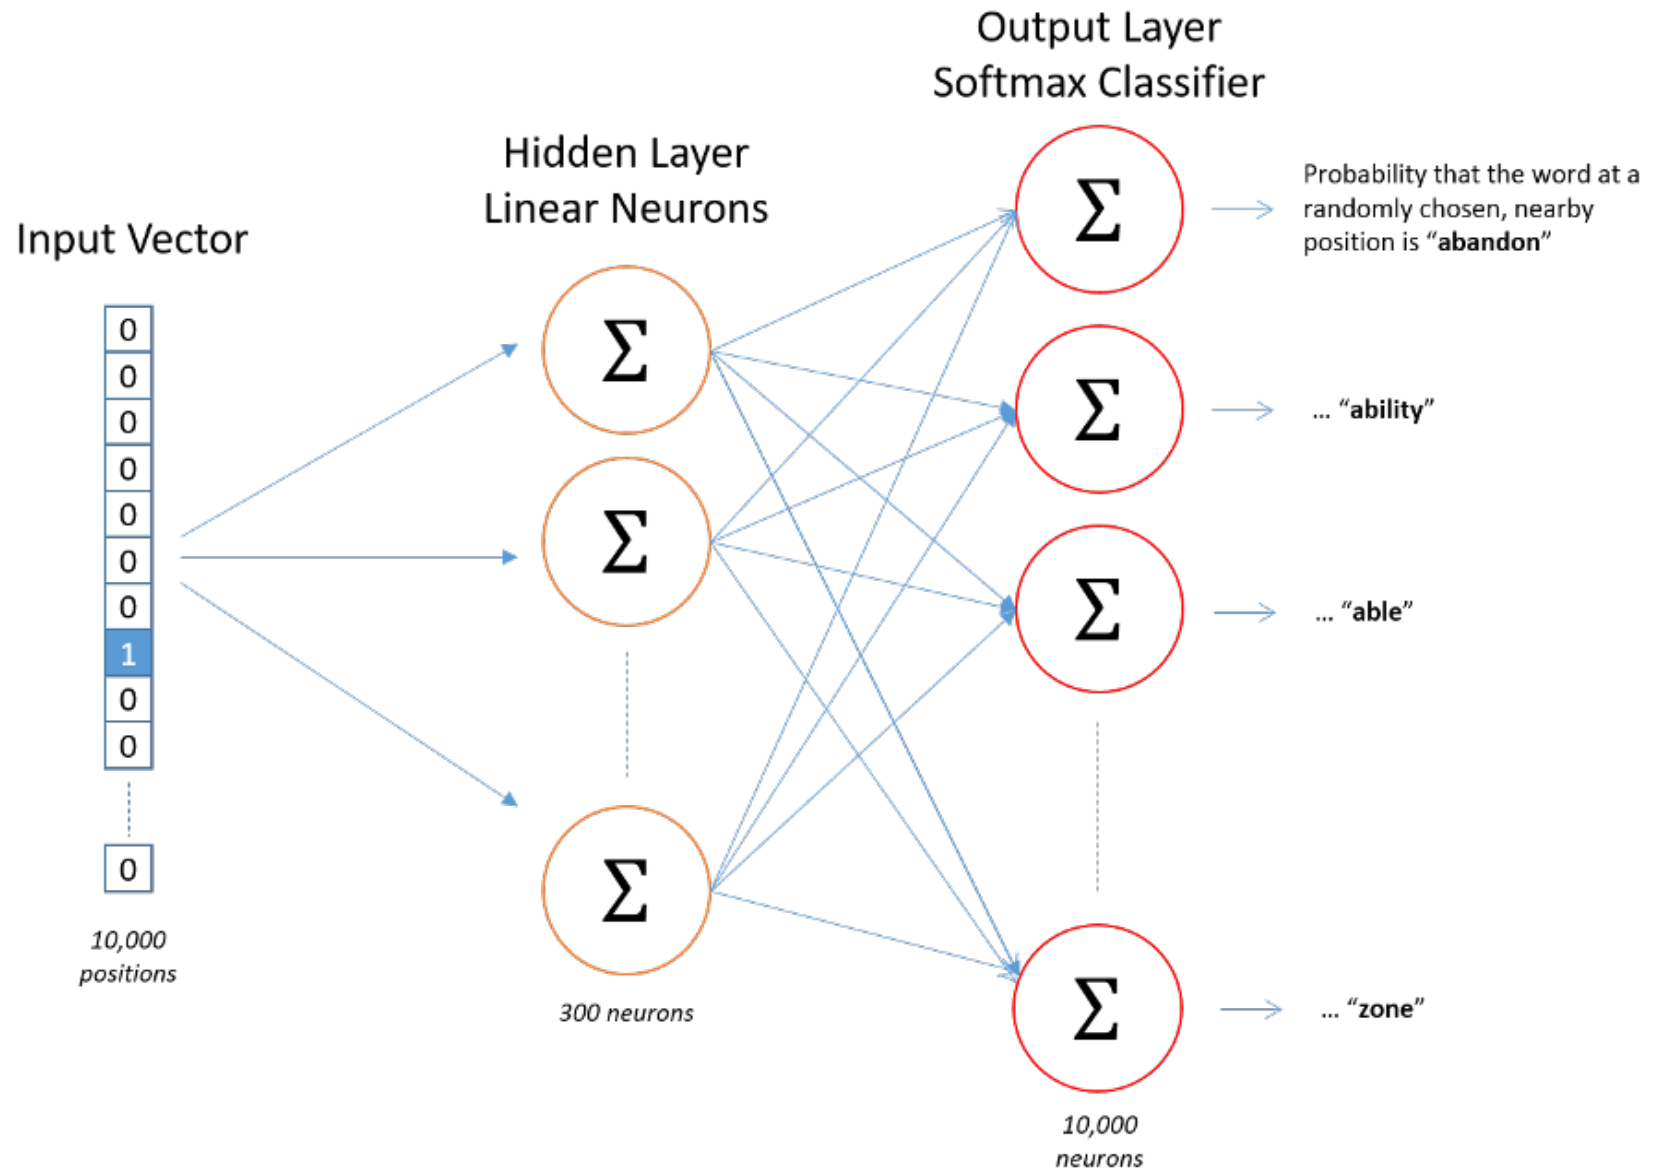 Input Vector
0
0
0
0
0
0
0
1
0
0
0
10,000
positions
Hidden Layer
Linear Neurons
Σ
Σ
Σ
300 neurons
Output Layer
Softmax Classifier
Σ
Σ
Σ
Σ
10,000
neurons
Probability that the word at a
randomly chosen, nearby
position is “abandon”
... “ability”
... “able”
... “zone”